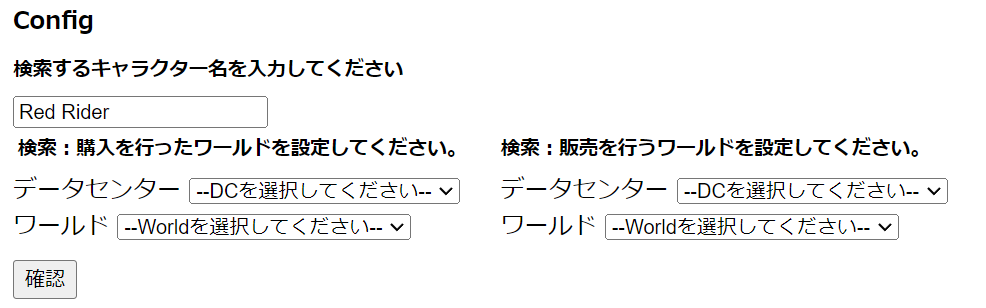 Config
検索するキャラクター名を入力してください
Red Rider
検索：購入を行ったワールドを設定してください。
データセンター --DCを選択してください--
ワールド --Worldを選択してください--
検索：販売を行うワールドを設定してください。
データセンター --DCを選択してください--
ワールド --Worldを選択してください--
確認